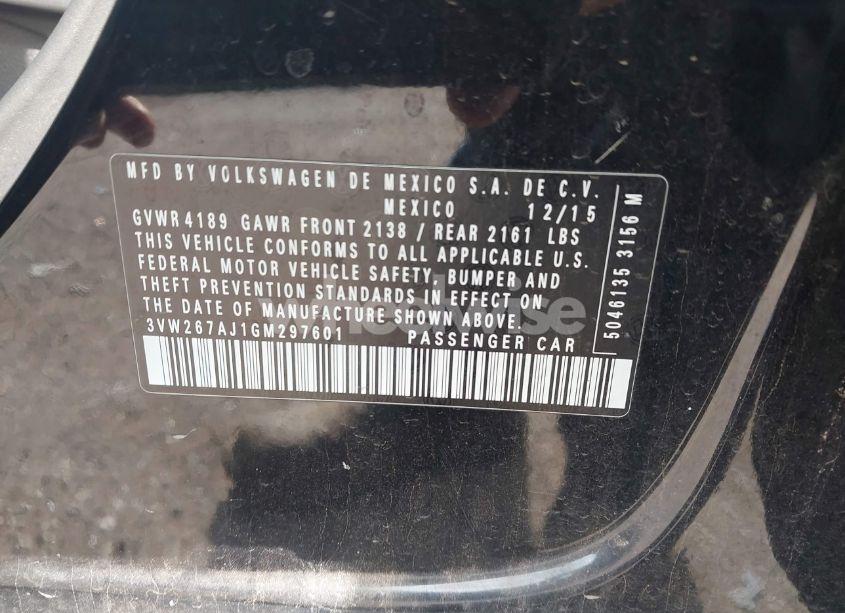 MFD BY VOLKSWAGEN DE MEXICO S.A. DE C.V.
MEXICO 12/15
GVWR 4189 GAWR FRONT 2138 / REAR 2161 LBS
THIS VEHICLE CONFORMS TO ALL APPLICABLE U.S.
FEDERAL MOTOR VEHICLE SAFETY, BUMPER AND
THEFT PREVENTION STANDARDS IN EFFECT ON
THE DATE OF MANUFACTURE SHOWN ABOVE.
3VW267AJ1GM297601 PASSENGER CAR
5046135 3156 M